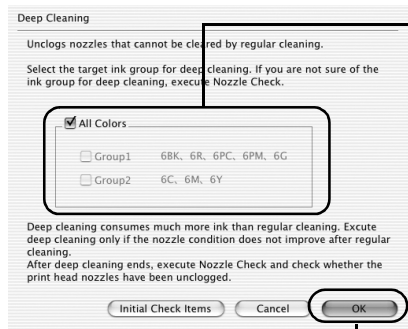 Deep Cleaning
Unclogs nozzles that cannot be cleared by regular cleaning.
Select the target ink group for deep cleaning. If you are not sure of the
ink group for deep cleaning, execute Nozzle Check.
All Colors
Group1 6BK、6R、6PC、6PM、6G
Group2 6C、6M、6Y
Deep cleaning consumes much more ink than regular cleaning. Excute
deep cleaning only if the nozzle condition does not improve after regular
cleaning.
After deep cleaning ends, execute Nozzle Check and check whether the
print head nozzles have been unclogged.
Initial Check Items Cancel OK